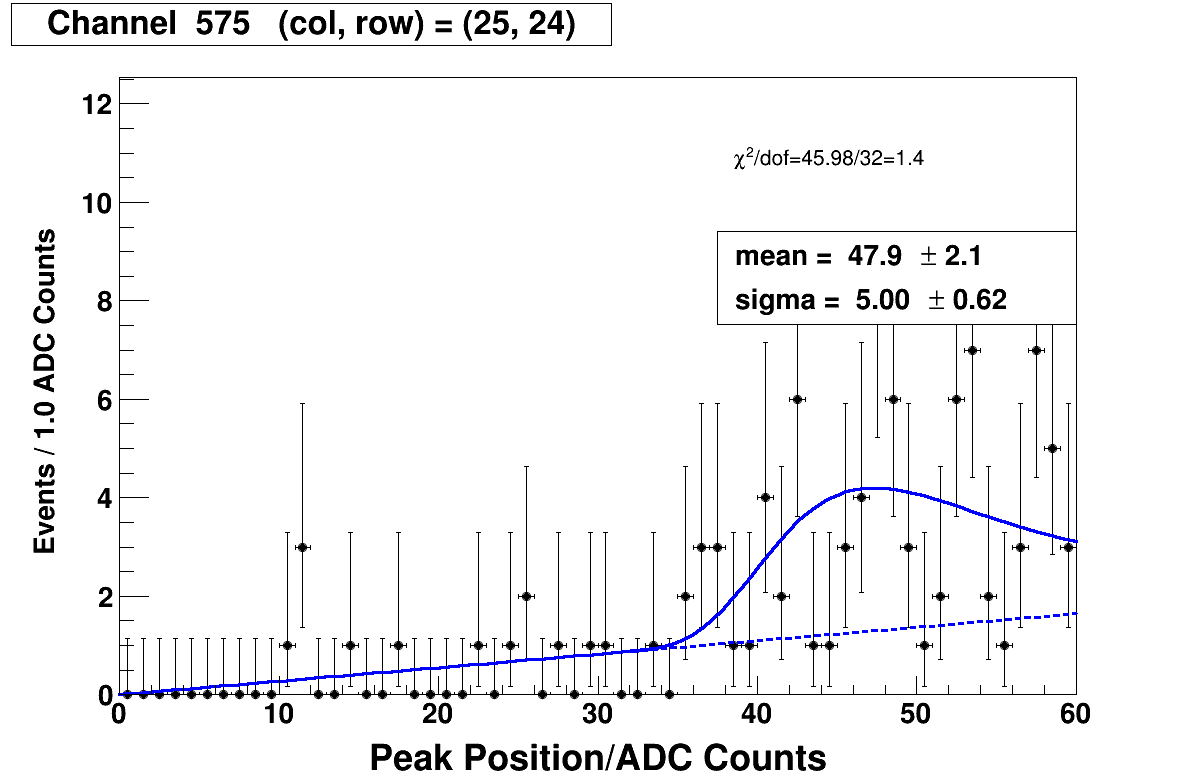 Channel 575 (col, row) = (25, 24)
12
10
8
6
4
2
0
Events / 1.0 ADC Counts
χ²/dof=45.98/32=1.4
mean = 47.9 ± 2.1
sigma = 5.00 ± 0.62
0 10 20 30 40 50 60
Peak Position/ADC Counts